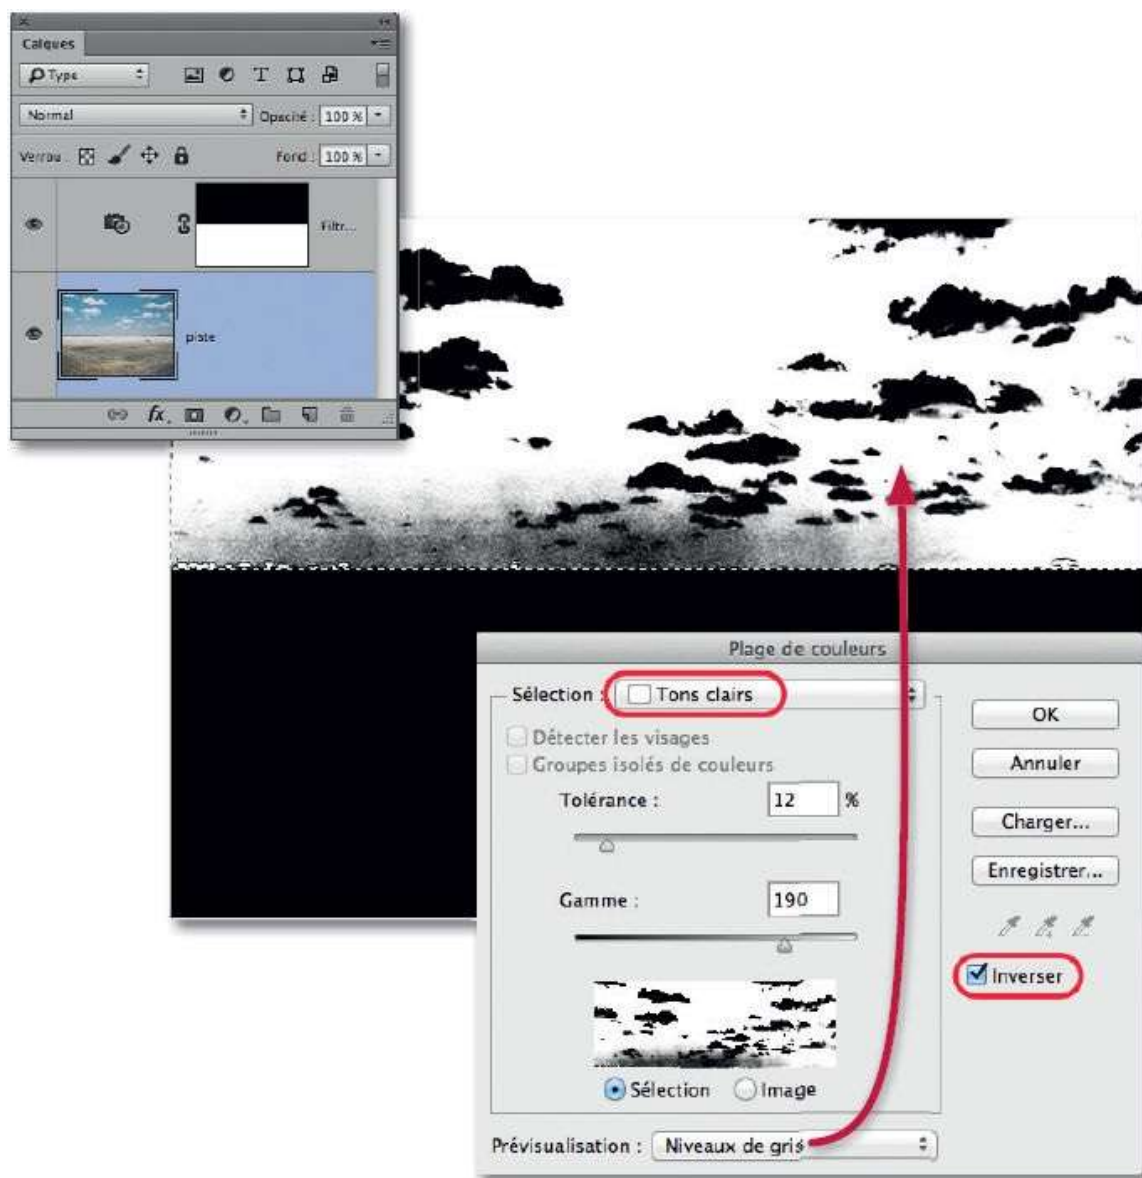 Calques
Type
Normal
Opacité : 100 %
Verrou :
Fond : 100 %
Filtr...
piste
fx
Plage de couleurs
Sélection : Tons clairs
OK
Détecter les visages
Annuler
Groupes isolés de couleurs
Tolérance : 12 %
Charger...
Enregistrer...
Gamme : 190
Inverser
Sélection Image
Prévisualisation : Niveaux de gris